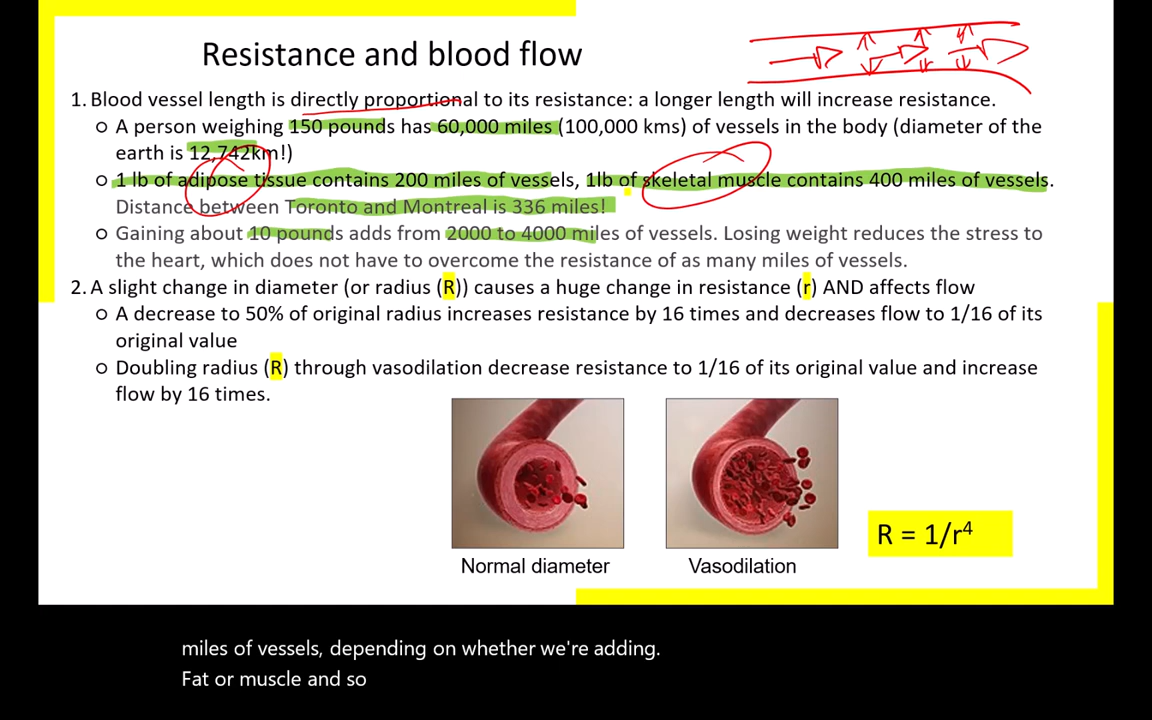 Resistance and blood flow
1. Blood vessel length is directly proportional to its resistance: a longer length will increase resistance.
o A person weighing 150 pounds has 60,000 miles (100,000 kms) of vessels in the body (diameter of the
earth is 12,742km!)
o 1 lb of adipose tissue contains 200 miles of vessels, 1lb of skeletal muscle contains 400 miles of vessels.
Distance between Toronto and Montreal is 336 miles!
o Gaining about 10 pounds adds from 2000 to 4000 miles of vessels. Losing weight reduces the stress to
the heart, which does not have to overcome the resistance of as many miles of vessels.
2. A slight change in diameter (or radius (R)) causes a huge change in resistance (r) AND affects flow
o A decrease to 50% of original radius increases resistance by 16 times and decreases flow to 1/16 of its
original value
o Doubling radius (R) through vasodilation decrease resistance to 1/16 of its original value and increase
flow by 16 times.
R = 1/r⁴
Normal diameter
Vasodilation
miles of vessels, depending on whether we're adding.
Fat or muscle and so